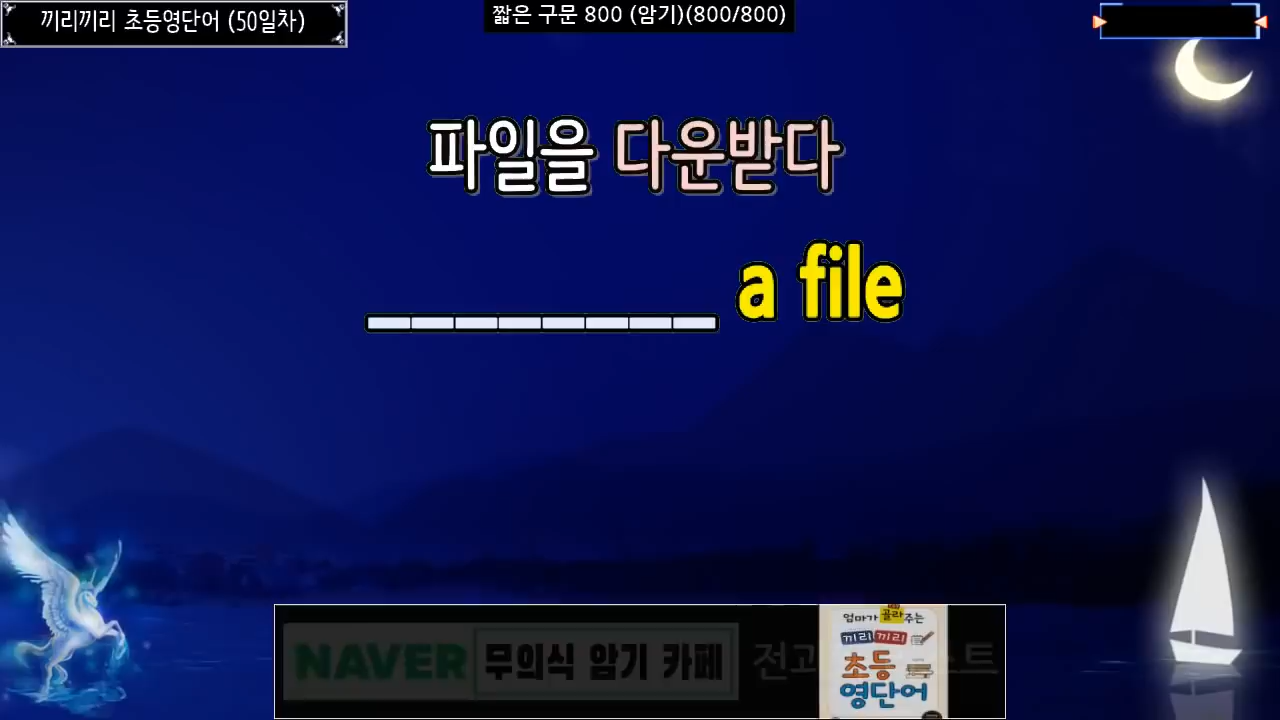 끼리끼리 초등영단어 (50일차)
짧은 구문 800 (암기)(800/800)
파일을 다운받다
a file
NAVER 무의식 암기 카페
엄마가 골라주는
끼리끼리
초등
영단어